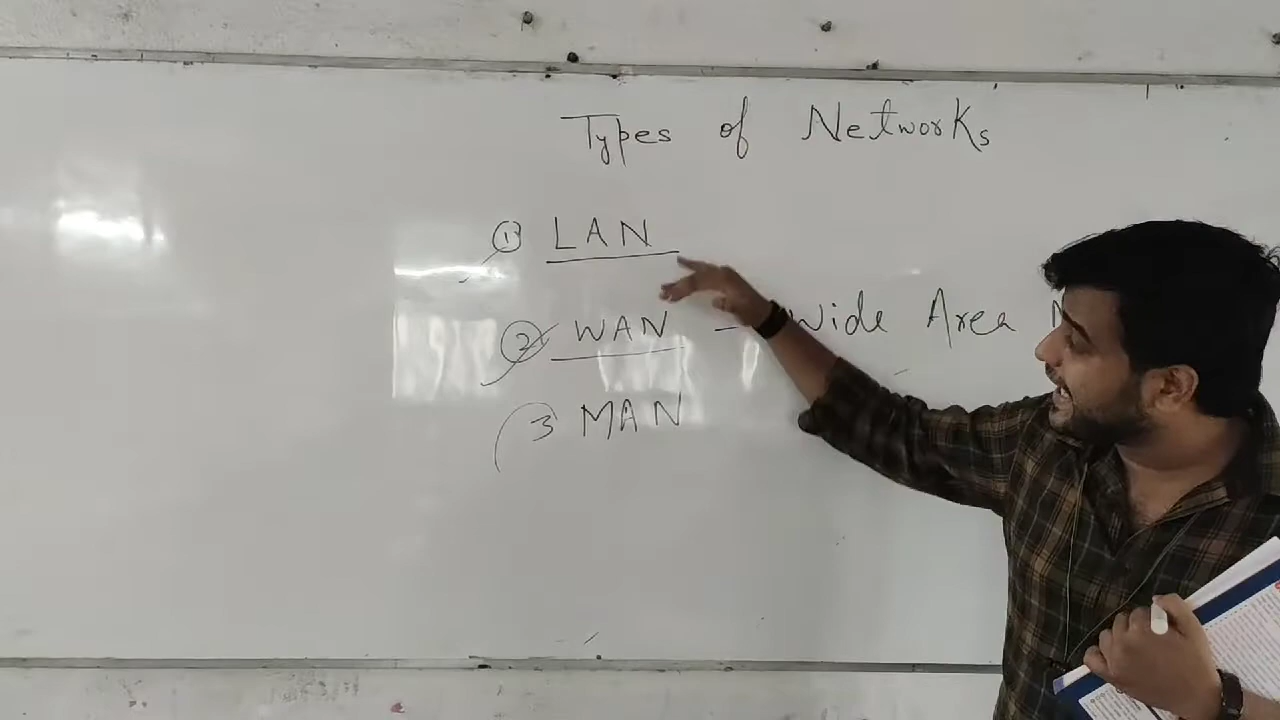 Types of Networks
① LAN
② WAN - Wide Area N
3 MAN